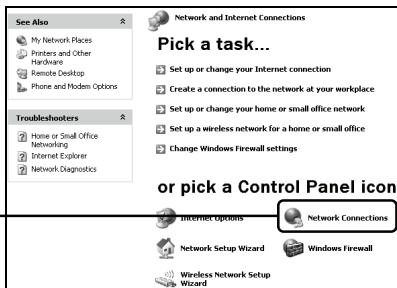 See Also
My Network Places
Printers and Other
Hardware
Remote Desktop
Phone and Modem Options
Troubleshooters
Home or Small Office
Networking
Internet Explorer
Network Diagnostics
Network and Internet Connections
Pick a task...
Set up or change your Internet connection
Create a connection to the network at your workplace
Set up or change your home or small office network
Set up a wireless network for a home or small office
Change Windows Firewall settings
or pick a Control Panel icon
Internet Options
Network Connections
Network Setup Wizard
Windows Firewall
Wireless Network Setup
Wizard